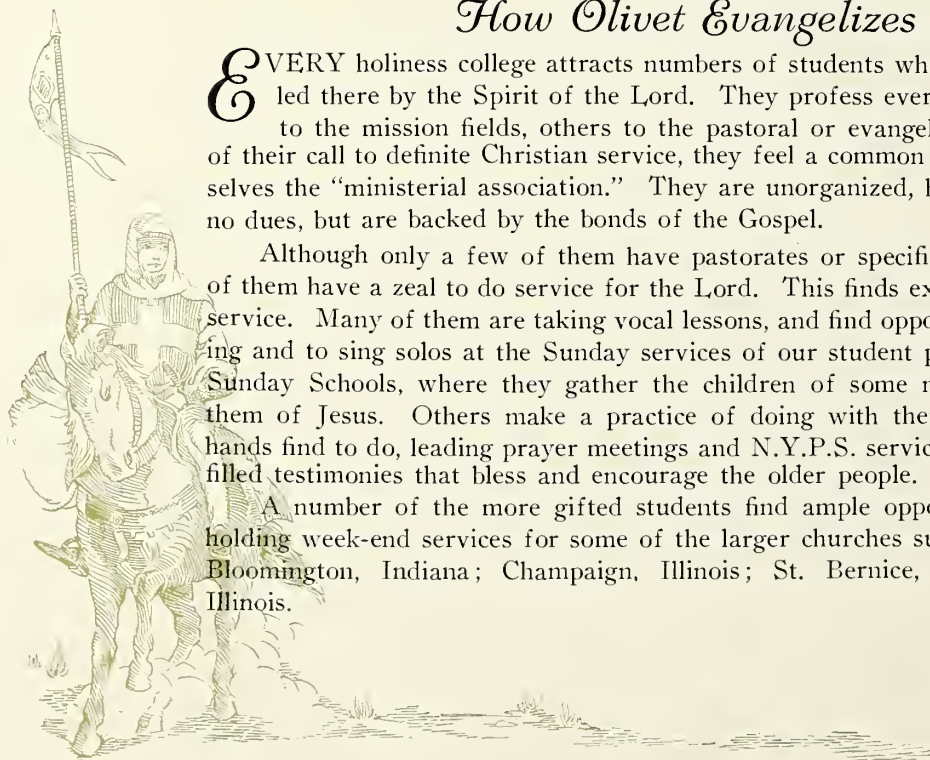 How Olivet Evangelizes
EVERY holiness college attracts numbers of students wh
led there by the Spirit of the Lord. They profess ever
to the mission fields, others to the pastoral or evangel
of their call to definite Christian service, they feel a common
selves the “ministerial association.” They are unorganized,
no dues, but are backed by the bonds of the Gospel.
Although only a few of them have pastorates or specifi
of them have a zeal to do service for the Lord. This finds ex
service. Many of them are taking vocal lessons, and find oppo
ing and to sing solos at the Sunday services of our student p
Sunday Schools, where they gather the children of some
them of Jesus. Others make a practice of doing with the
hands find to do, leading prayer meetings and N.Y.P.S. servic
filled testimonies that bless and encourage the older people.
A number of the more gifted students find ample oppo
holding week-end services for some of the larger churches su
Bloomington, Indiana; Champaign, Illinois; St. Bernice,
Illinois.